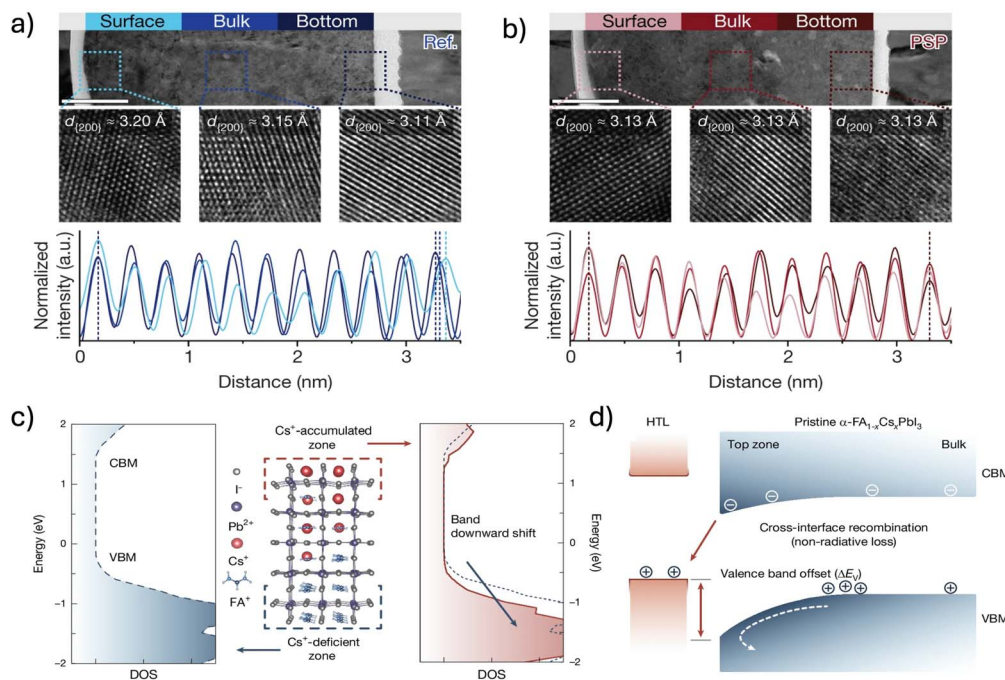 a)
Surface Bulk Bottom
Ref.
d{200} ≈ 3.20 Å d{200} ≈ 3.15 Å d{200} ≈ 3.11 Å
Normalized
intensity (a.u.)
0 1 2 3
Distance (nm)
b)
Surface Bulk Bottom
PSP
d{200} ≈ 3.13 Å d{200} ≈ 3.13 Å d{200} ≈ 3.13 Å
Normalized
intensity (a.u.)
0 1 2 3
Distance (nm)
c)
2
1
0
−1
−2
Energy (eV)
CBM
VBM
DOS
I⁻
Pb²⁺
Cs⁺
FA⁺
Cs⁺-accumulated
zone
Cs⁺-deficient
zone
Band
downward shift
2
1
0
−1
−2
Energy (eV)
DOS
d)
HTL
Pristine α-FA₁₋ₓCsₓPbI₃
Top zone Bulk
CBM
Cross-interface recombination
(non-radiative loss)
Valence band offset (ΔEᵥ)
VBM